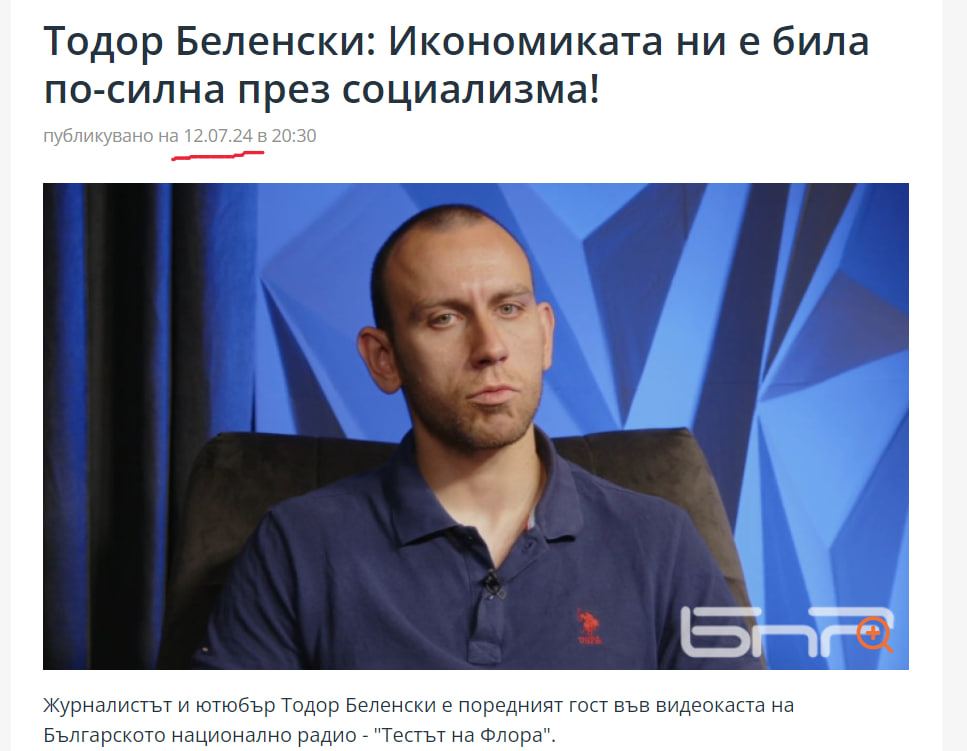 Тодор Беленски: Икономиката ни е била
по-силна през социализма!
публикувано на 12.07.24 в 20:30
БНР
Журналистът и ютюбър Тодор Беленски е поредният гост във видеокаста на
Българското национално радио - "Тестът на Флора".